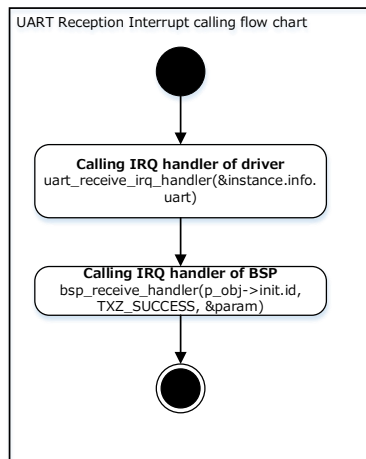 UART Reception Interrupt calling flow chart
Calling IRQ handler of driver
uart_receive_irq_handler(&instance.info.
uart)
Calling IRQ handler of BSP
bsp_receive_handler(p_obj->init.id,
TXZ_SUCCESS, &param)